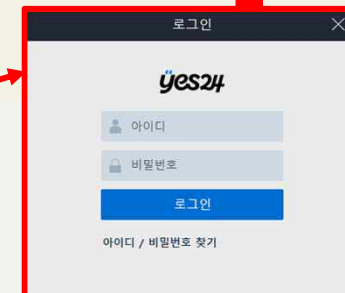 로그인
yes24
아이디
비밀번호
로그인
아이디 / 비밀번호 찾기